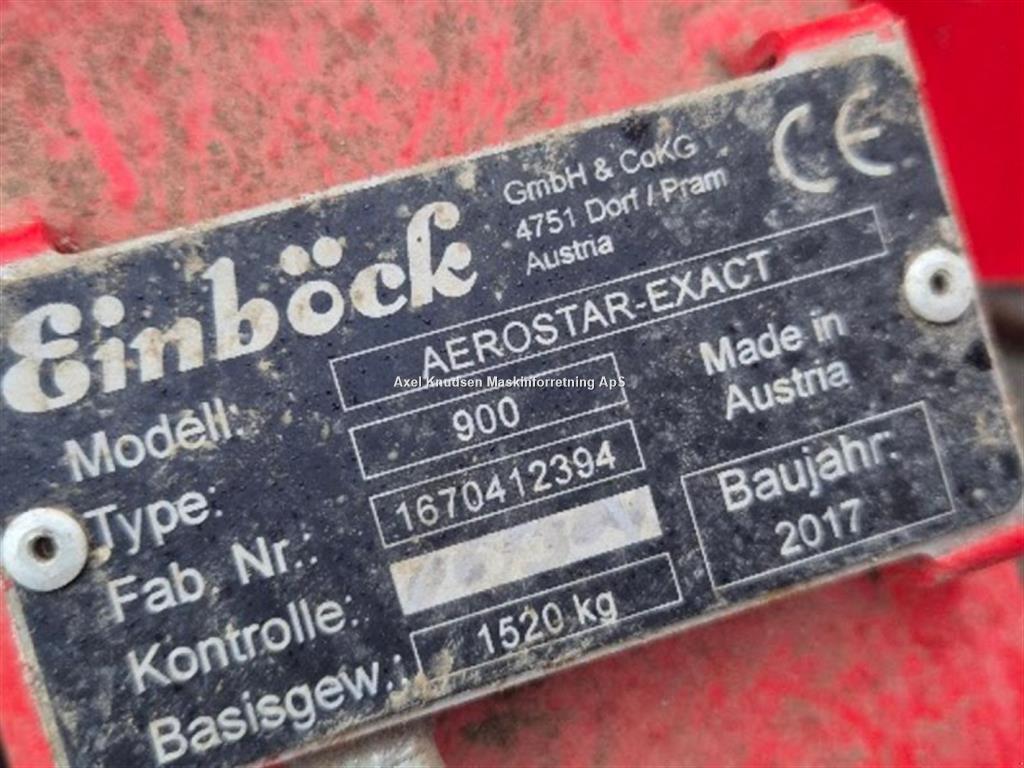 Einböck
GmbH & CoKG
4751 Dorf / Pram
Austria
CE
Modell: AEROSTAR-EXACT
Type: 900
Fab. Nr.: 1670412394
Kontrolle:
Basisgew.: 1520 kg
Made in
Austria
Baujahr:
2017
Axel Knudsen Maskinforretning ApS